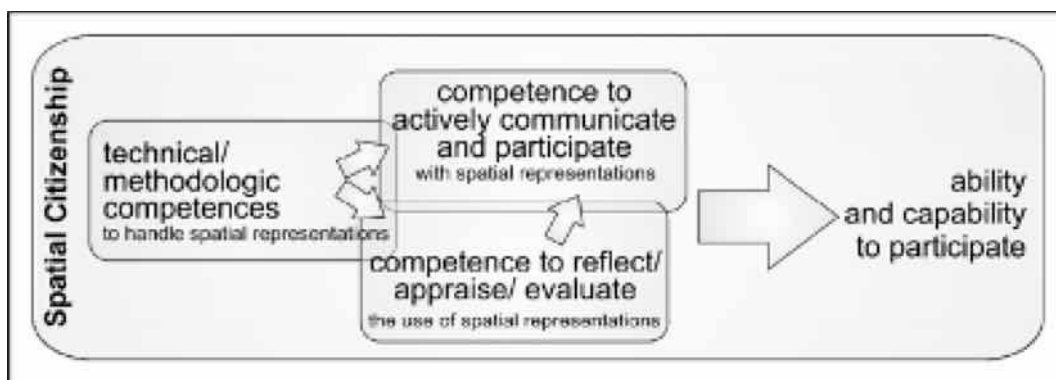 Spatial Citizenship
technical/
methodologic
competences
to handle spatial representations
competence to
actively communicate
and participate
with spatial representations
competence to reflect/
appraise/ evaluate
the use of spatial representations
ability
and capability
to participate